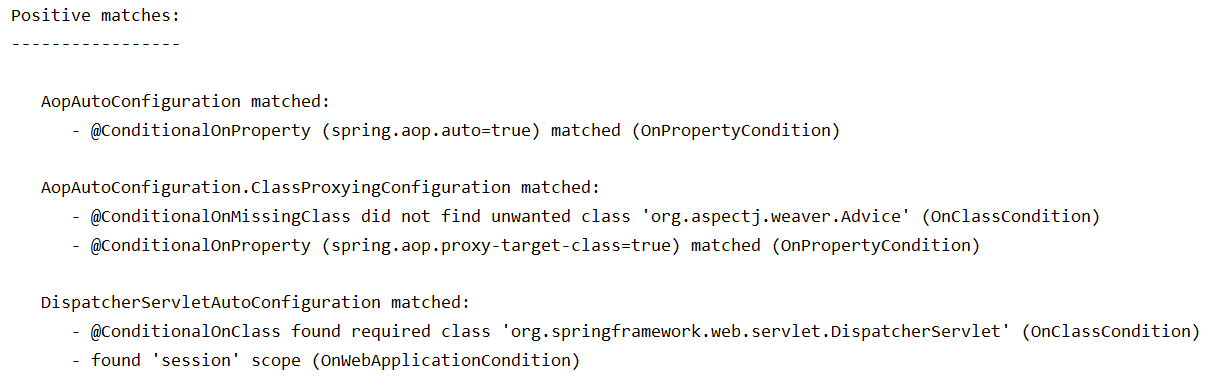 Positive matches:
-----------------
AopAutoConfiguration matched:
- @ConditionalOnProperty (spring.aop.auto=true) matched (OnPropertyCondition)
AopAutoConfiguration.ClassProxyingConfiguration matched:
- @ConditionalOnMissingClass did not find unwanted class 'org.aspectj.weaver.Advice' (OnClassCondition)
- @ConditionalOnProperty (spring.aop.proxy-target-class=true) matched (OnPropertyCondition)
DispatcherServletAutoConfiguration matched:
- @ConditionalOnClass found required class 'org.springframework.web.servlet.DispatcherServlet' (OnClassCondition)
- found 'session' scope (OnWebApplicationCondition)